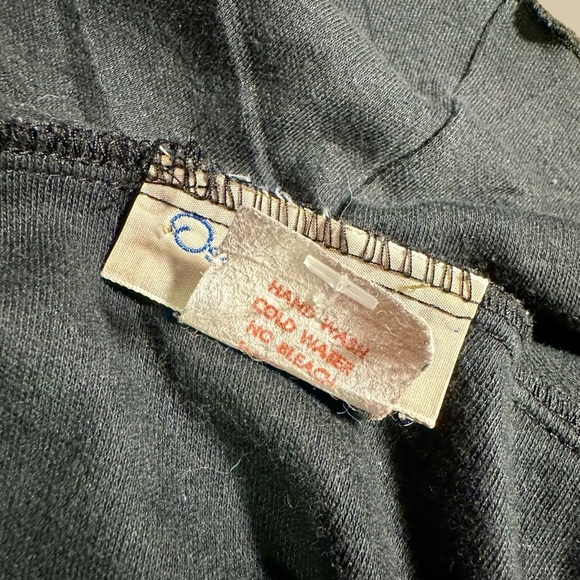 HAND WASH
COLD WATER
NO BLEACH